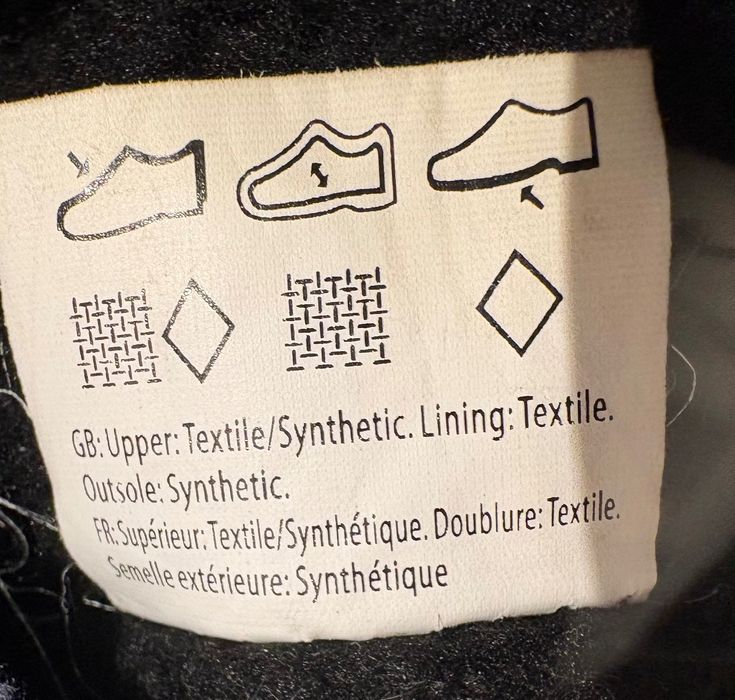 GB: Upper: Textile/Synthetic. Lining: Textile.
Outsole: Synthetic.
FR: Supérieur: Textile/Synthétique. Doublure: Textile.
Semelle extérieure: Synthétique